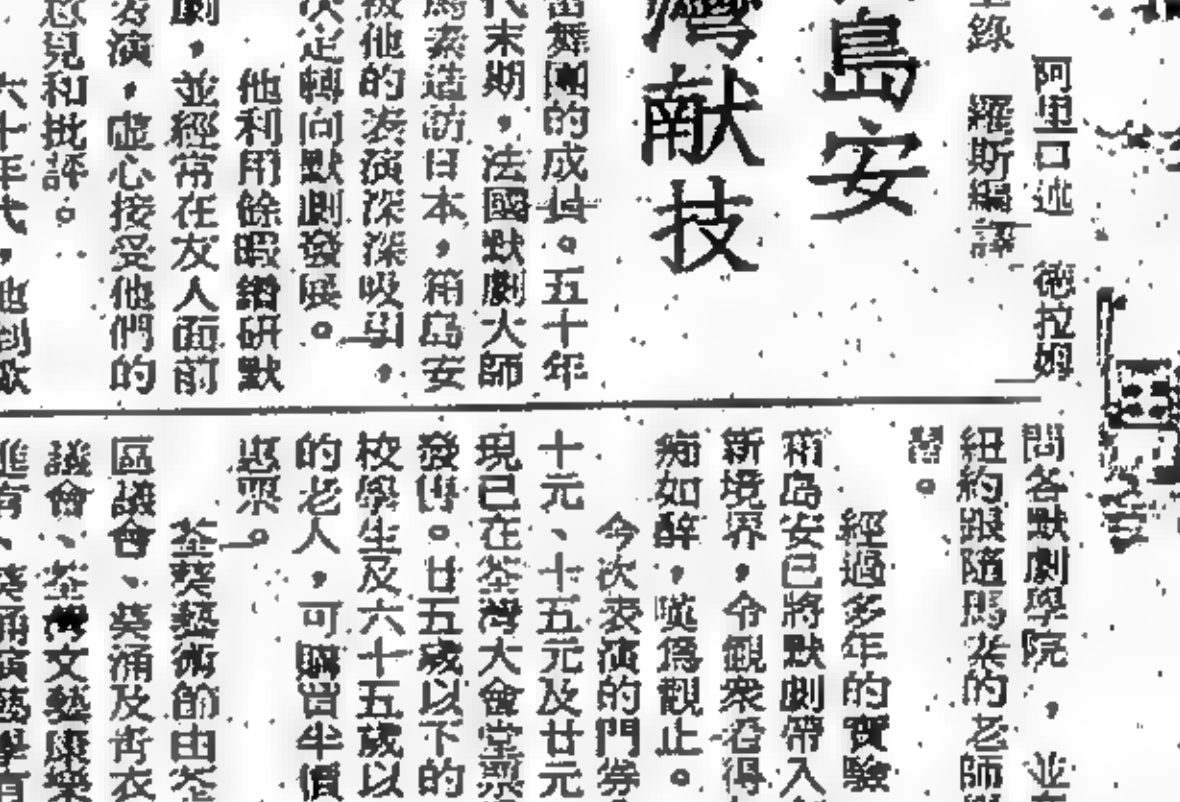 阿里口述　德拉姆
錄　羅斯編譯
島安
灣献技
舞團的成員。五十年
代末期，法國默劇大師
馬素造訪日本，箱島安
被他的表演深深吸引，
決定轉向默劇發展。
他利用餘暇鑽研默
劇，並經常在友人面前
表演，虛心接受他們的
意見和批評。
六十年代，他到歐
問各默劇學院，並
紐約跟隨馬素的老師
習。
經過多年的實驗
箱島安已將默劇帶入
新境界，令觀衆看得
痴如醉，嘆爲觀止。
今次表演的門券
十元、十五元及廿元
現已在荃灣大會堂票
發售。廿五歲以下的
校學生及六十五歲以
的老人，可購買半價
惠票。
荃葵藝術節由荃
區議會、葵涌及青衣
議會、荃灣文藝康樂
進有、葵涌演藝學有